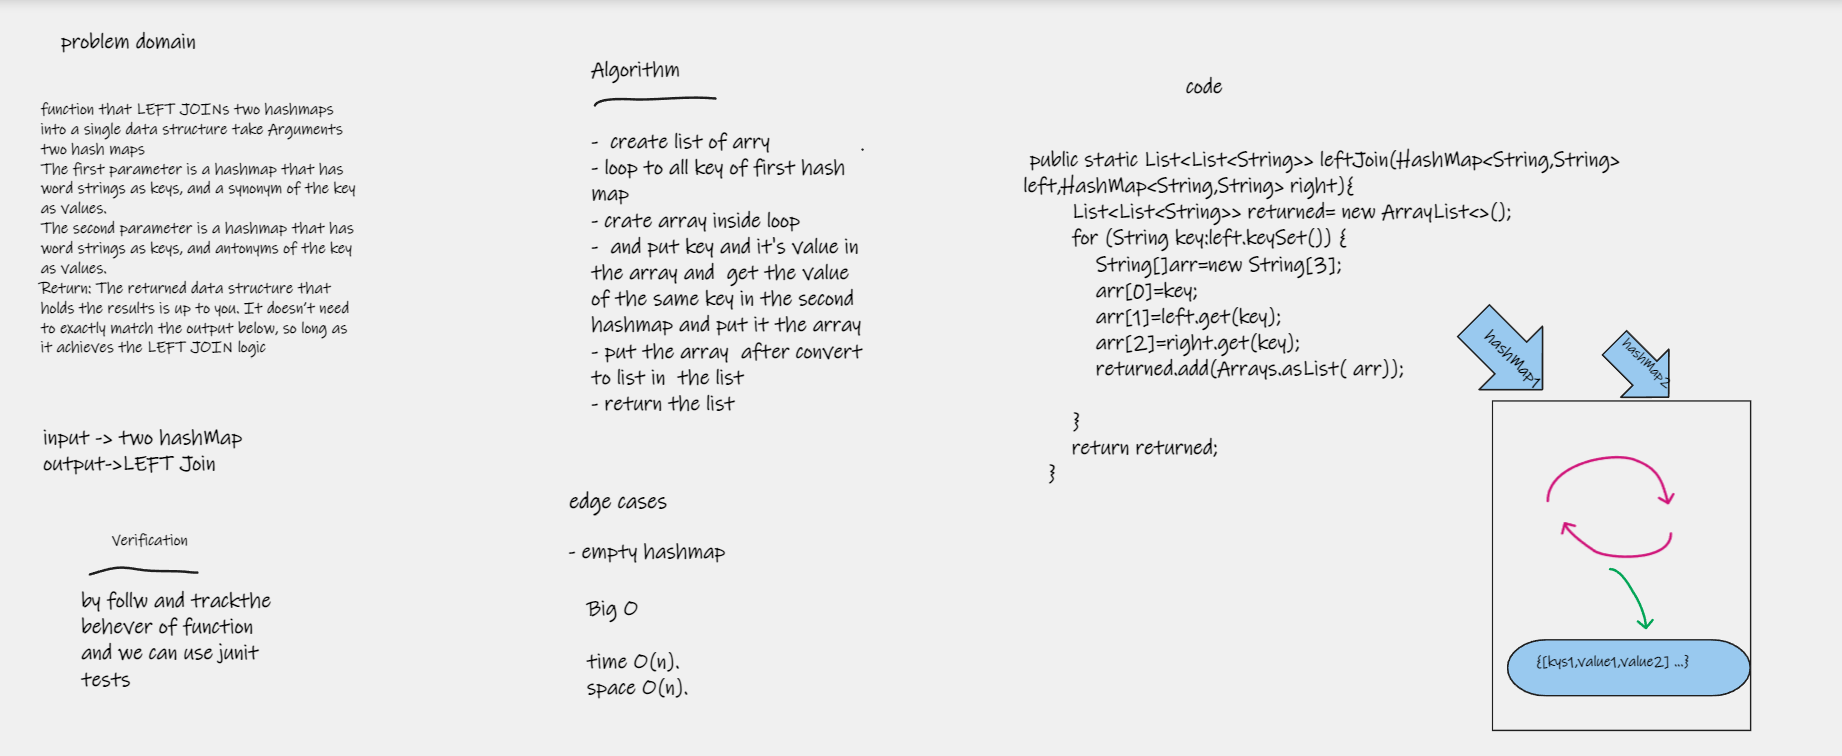 problem domain
function that LEFT JOINs two hashmaps
into a single data structure take Arguments
two hash maps
The first parameter is a hashmap that has
word strings as keys, and a synonym of the key
as values.
The second parameter is a hashmap that has
word strings as keys, and antonyms of the key
as values.
Return: The returned data structure that
holds the results is up to you. It doesn't need
to exactly match the output below, so long as
it achieves the LEFT JOIN logic
input -> two hashMap
output->LEFT Join
Verification
by follw and trackthe
behever of function
and we can use junit
tests
Algorithm
- create list of arry
- loop to all key of first hash
map
- crate array inside loop
- and put key and it's value in
the array and get the value
of the same key in the second
hashmap and put it the array
- put the array after convert
to list in the list
- return the list
edge cases
- empty hashmap
Big O
time O(n).
space O(n).
code
public static List<List<String>> leftJoin(HashMap<String,String>
left,HashMap<String,String> right){
List<List<String>> returned= new ArrayList<>();
for (String key:left.keySet()) {
String[]arr=new String[3];
arr[0]=key;
arr[1]=left.get(key);
arr[2]=right.get(key);
returned.add(Arrays.asList( arr));
}
return returned;
}
hashMap1
hashMap2
{[kys1,value1,value2] ...}